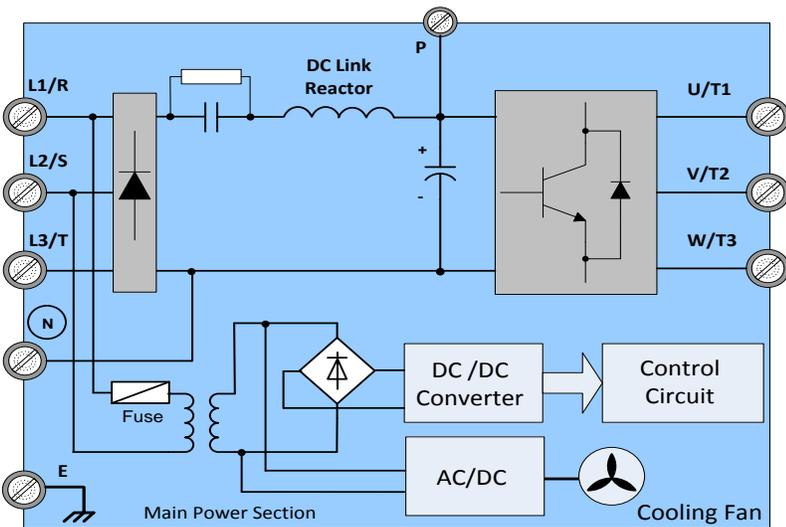 P
L1/R
DC Link
Reactor
U/T1
+
-
L2/S
V/T2
L3/T
W/T3
N
DC /DC
Converter
Control
Circuit
Fuse
E
AC/DC
Main Power Section
Cooling Fan